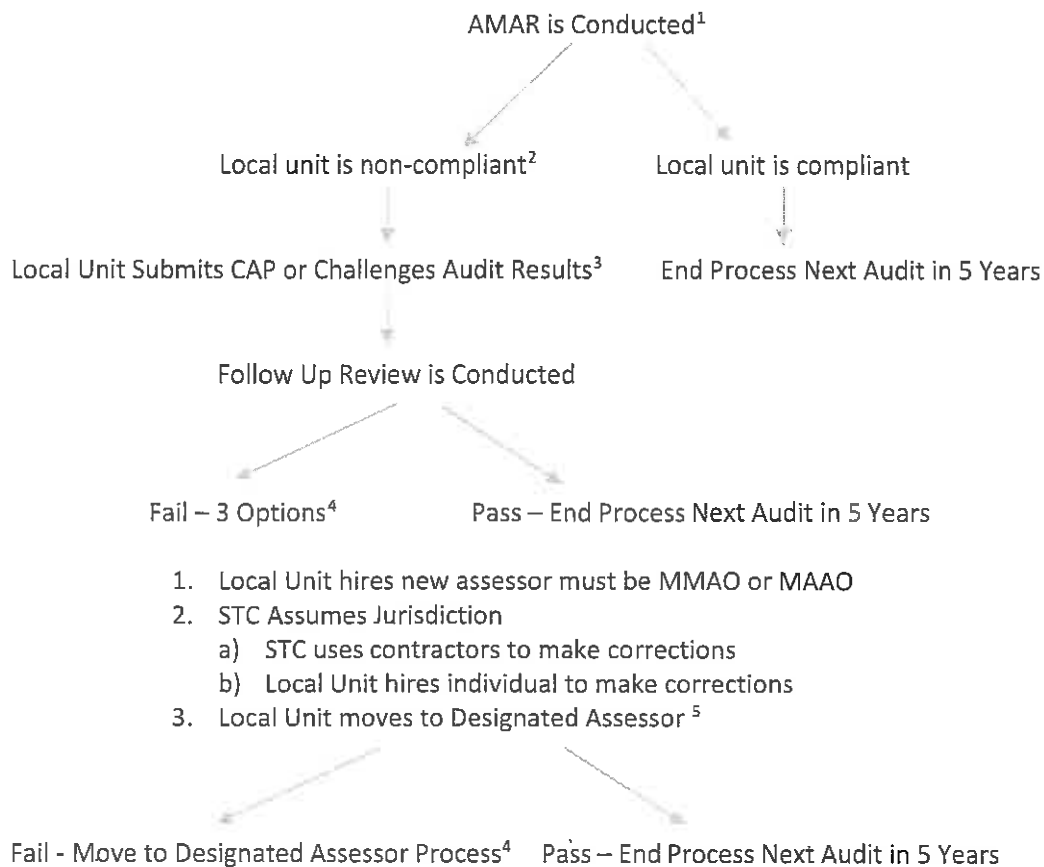 AMAR is Conducted¹
Local unit is non-compliant²
Local unit is compliant
Local Unit Submits CAP or Challenges Audit Results³
End Process Next Audit in 5 Years
Follow Up Review is Conducted
Fail – 3 Options⁴
Pass – End Process Next Audit in 5 Years
1. Local Unit hires new assessor must be MMAO or MAAO
2. STC Assumes Jurisdiction
a) STC uses contractors to make corrections
b) Local Unit hires individual to make corrections
3. Local Unit moves to Designated Assessor ⁵
Fail - Move to Designated Assessor Process⁴
Pass – End Process Next Audit in 5 Years